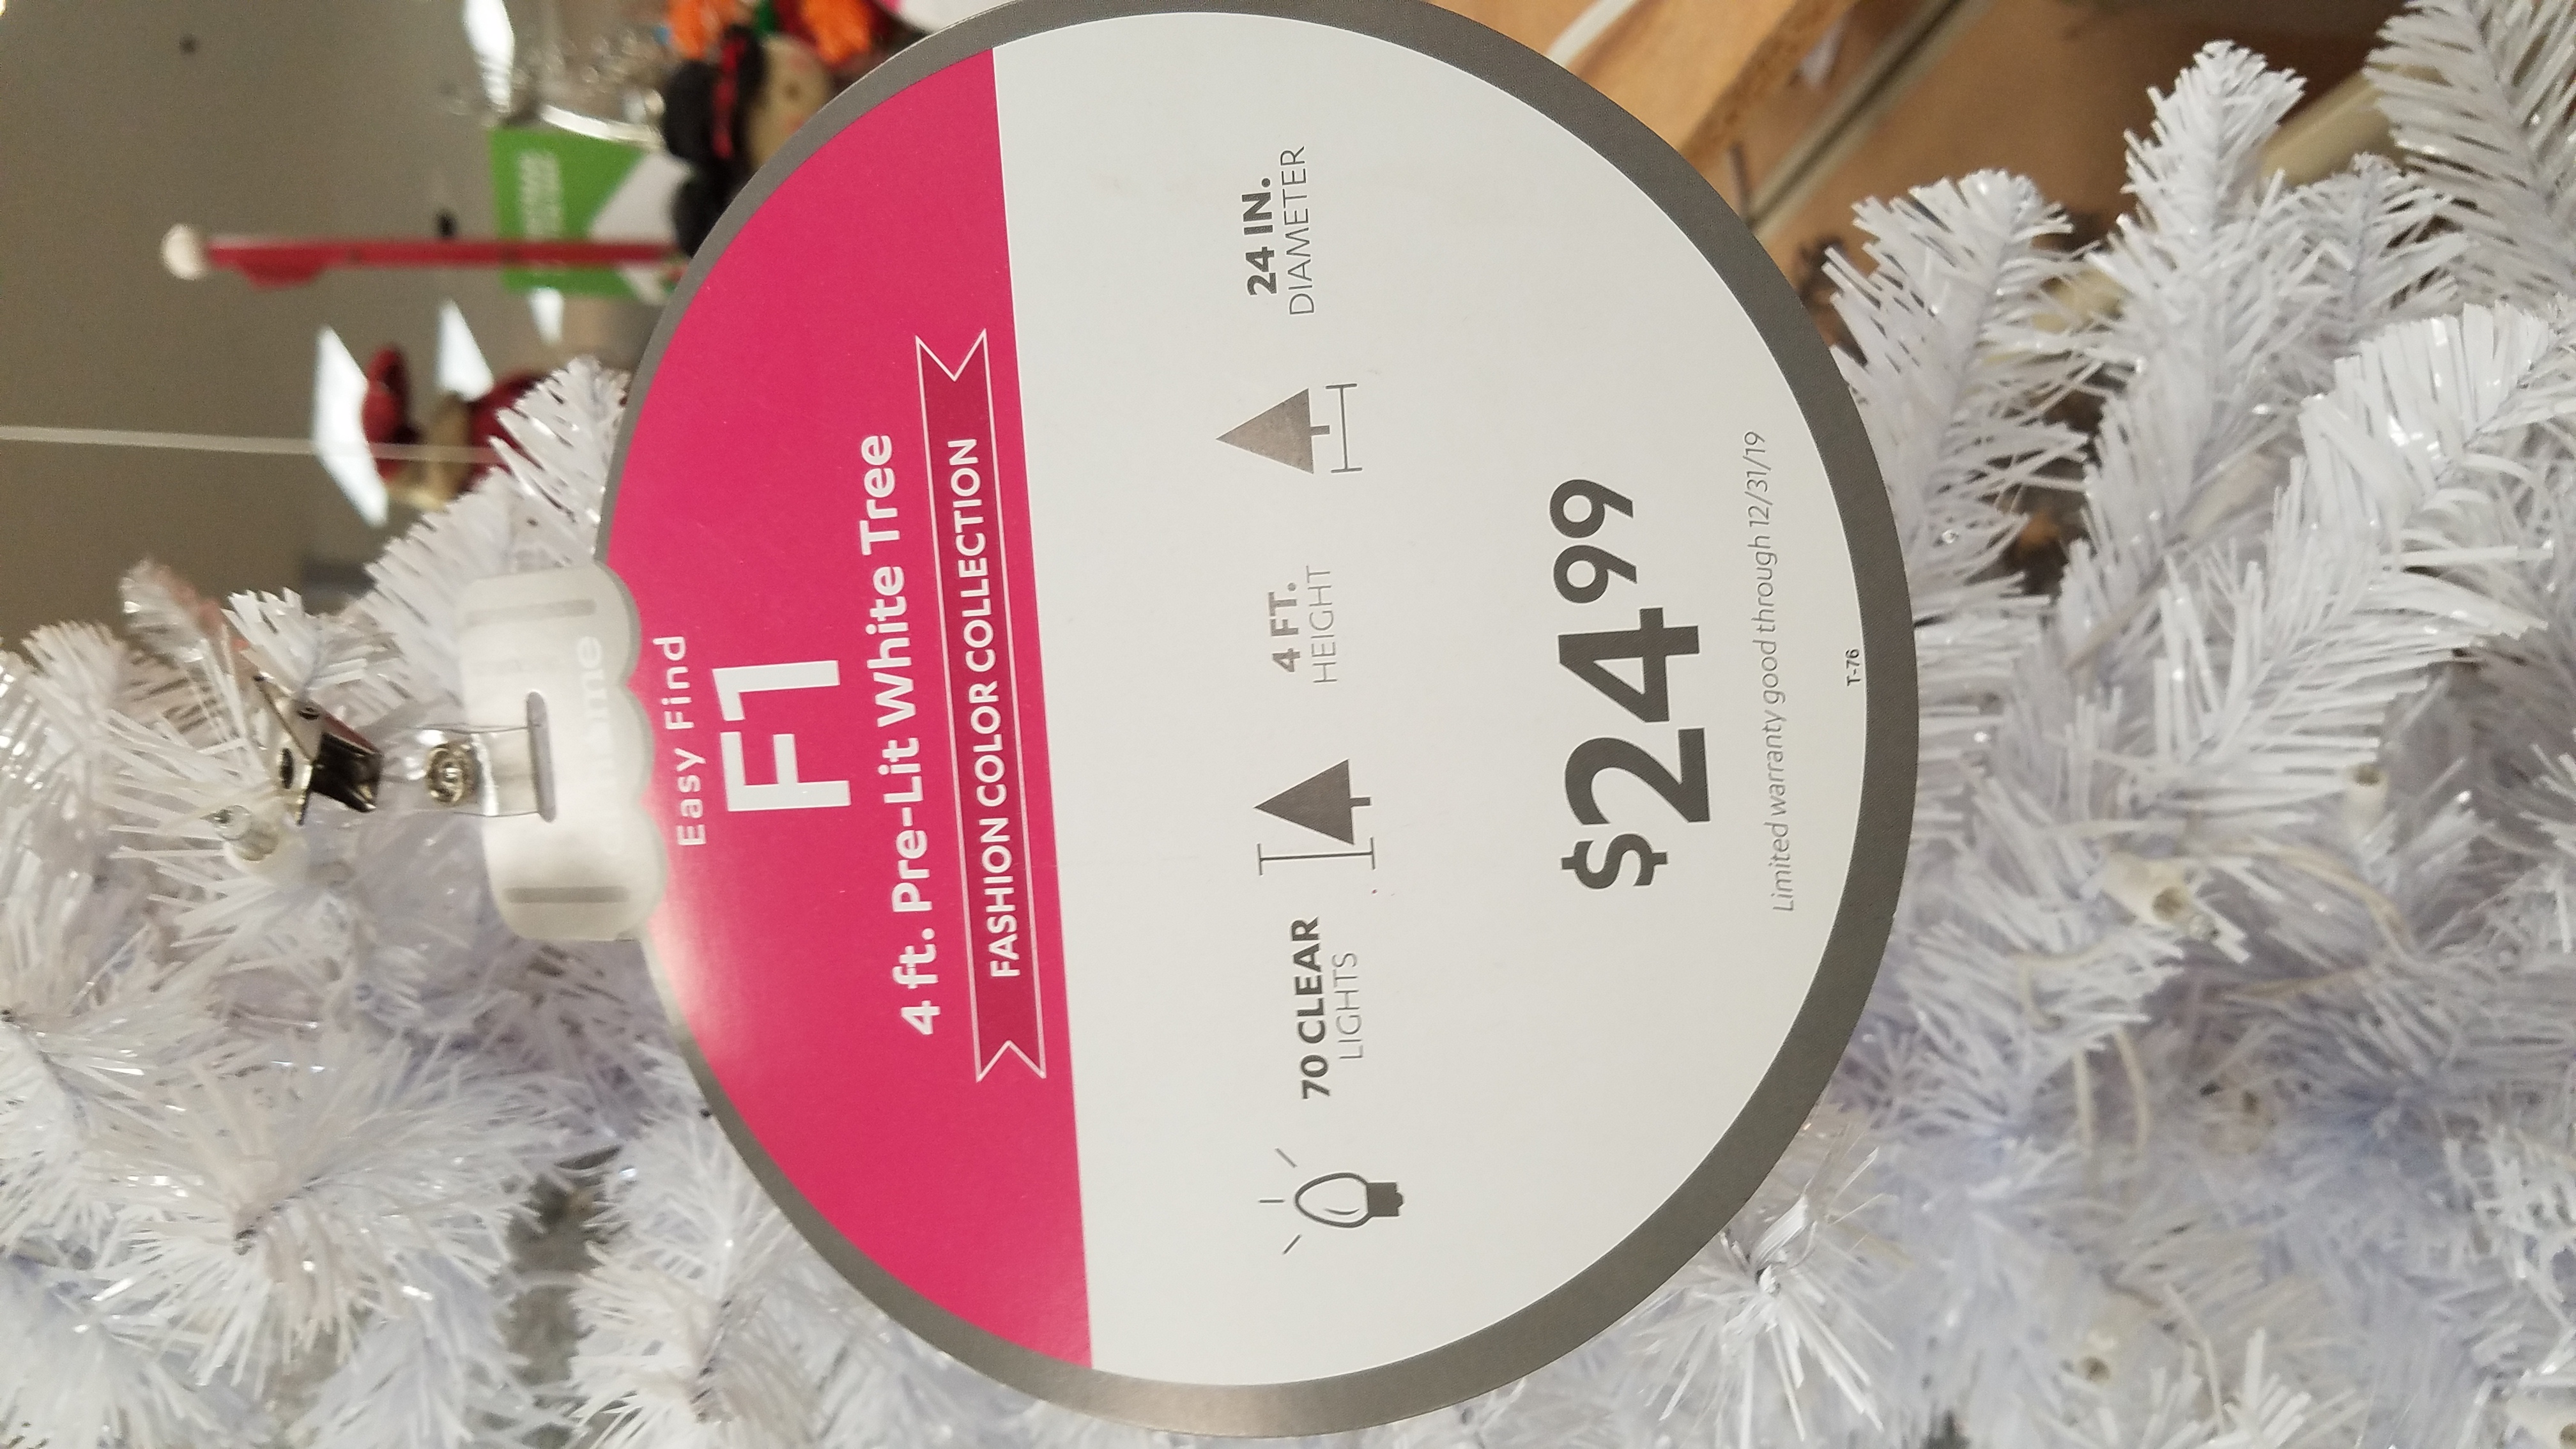 Easy Find
F1
4 ft. Pre-Lit White Tree
FASHION COLOR COLLECTION
70 CLEAR
LIGHTS
4 FT.
HEIGHT
24 IN.
DIAMETER
$24.99
Limited warranty good through 12/31/19
T-76